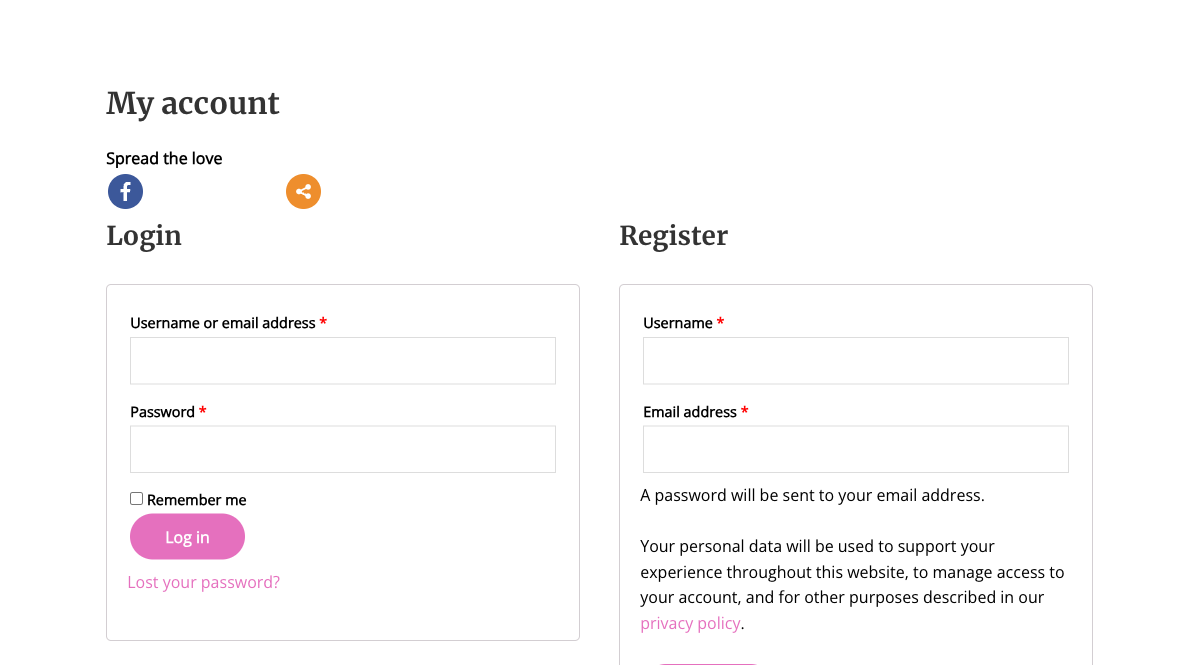 My account
Spread the love
Login
Username or email address *
Password *
Remember me
Log in
Lost your password?
Register
Username *
Email address *
A password will be sent to your email address.
Your personal data will be used to support your
experience throughout this website, to manage access to
your account, and for other purposes described in our
privacy policy.